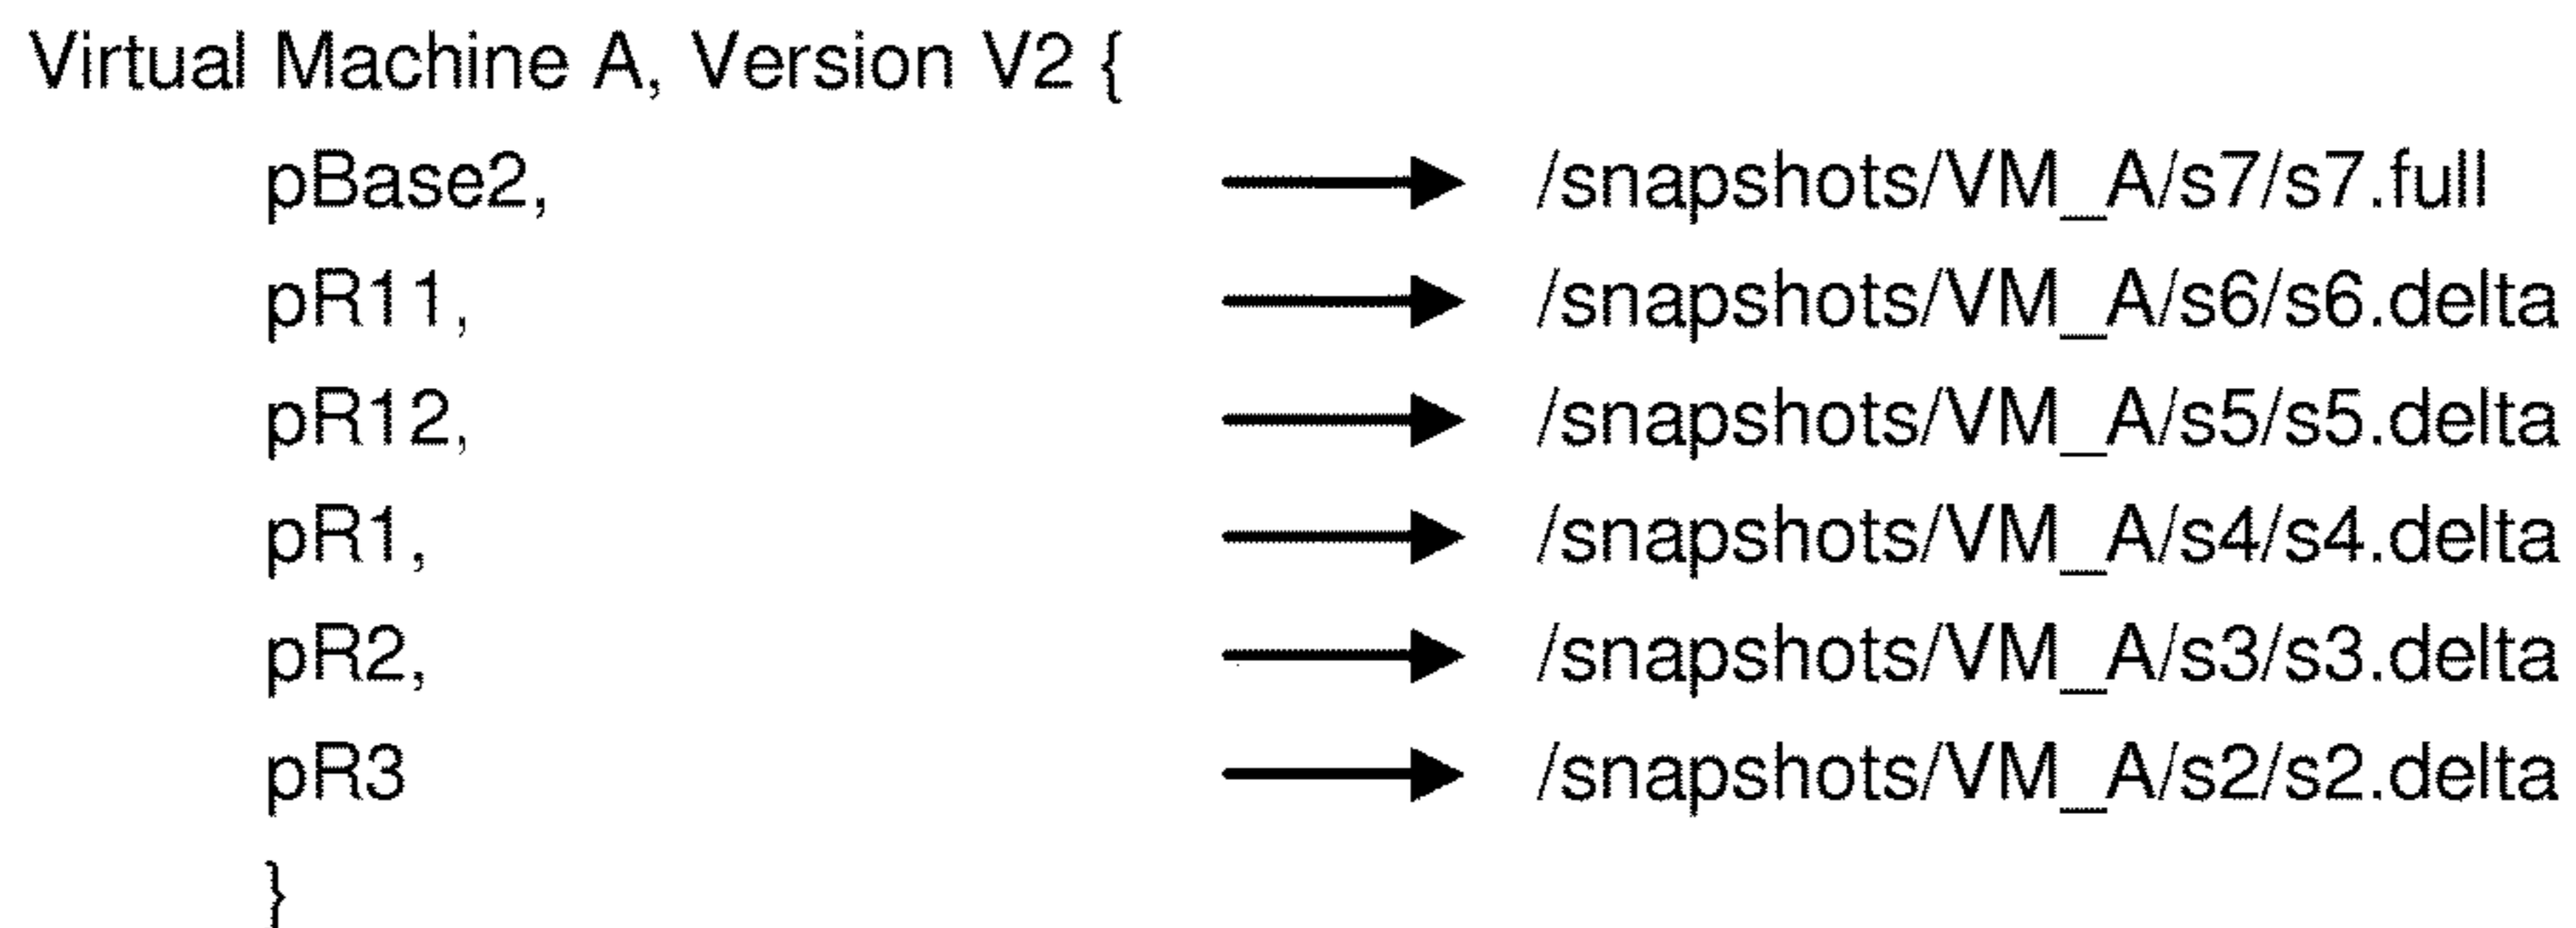 Virtual Machine A, Version V2 {
pBase2, /snapshots/VM_A/s7/s7.full
pR11, /snapshots/VM_A/s6/s6.delta
pR12, /snapshots/VM_A/s5/s5.delta
pR1, /snapshots/VM_A/s4/s4.delta
pR2, /snapshots/VM_A/s3/s3.delta
pR3 /snapshots/VM_A/s2/s2.delta
}